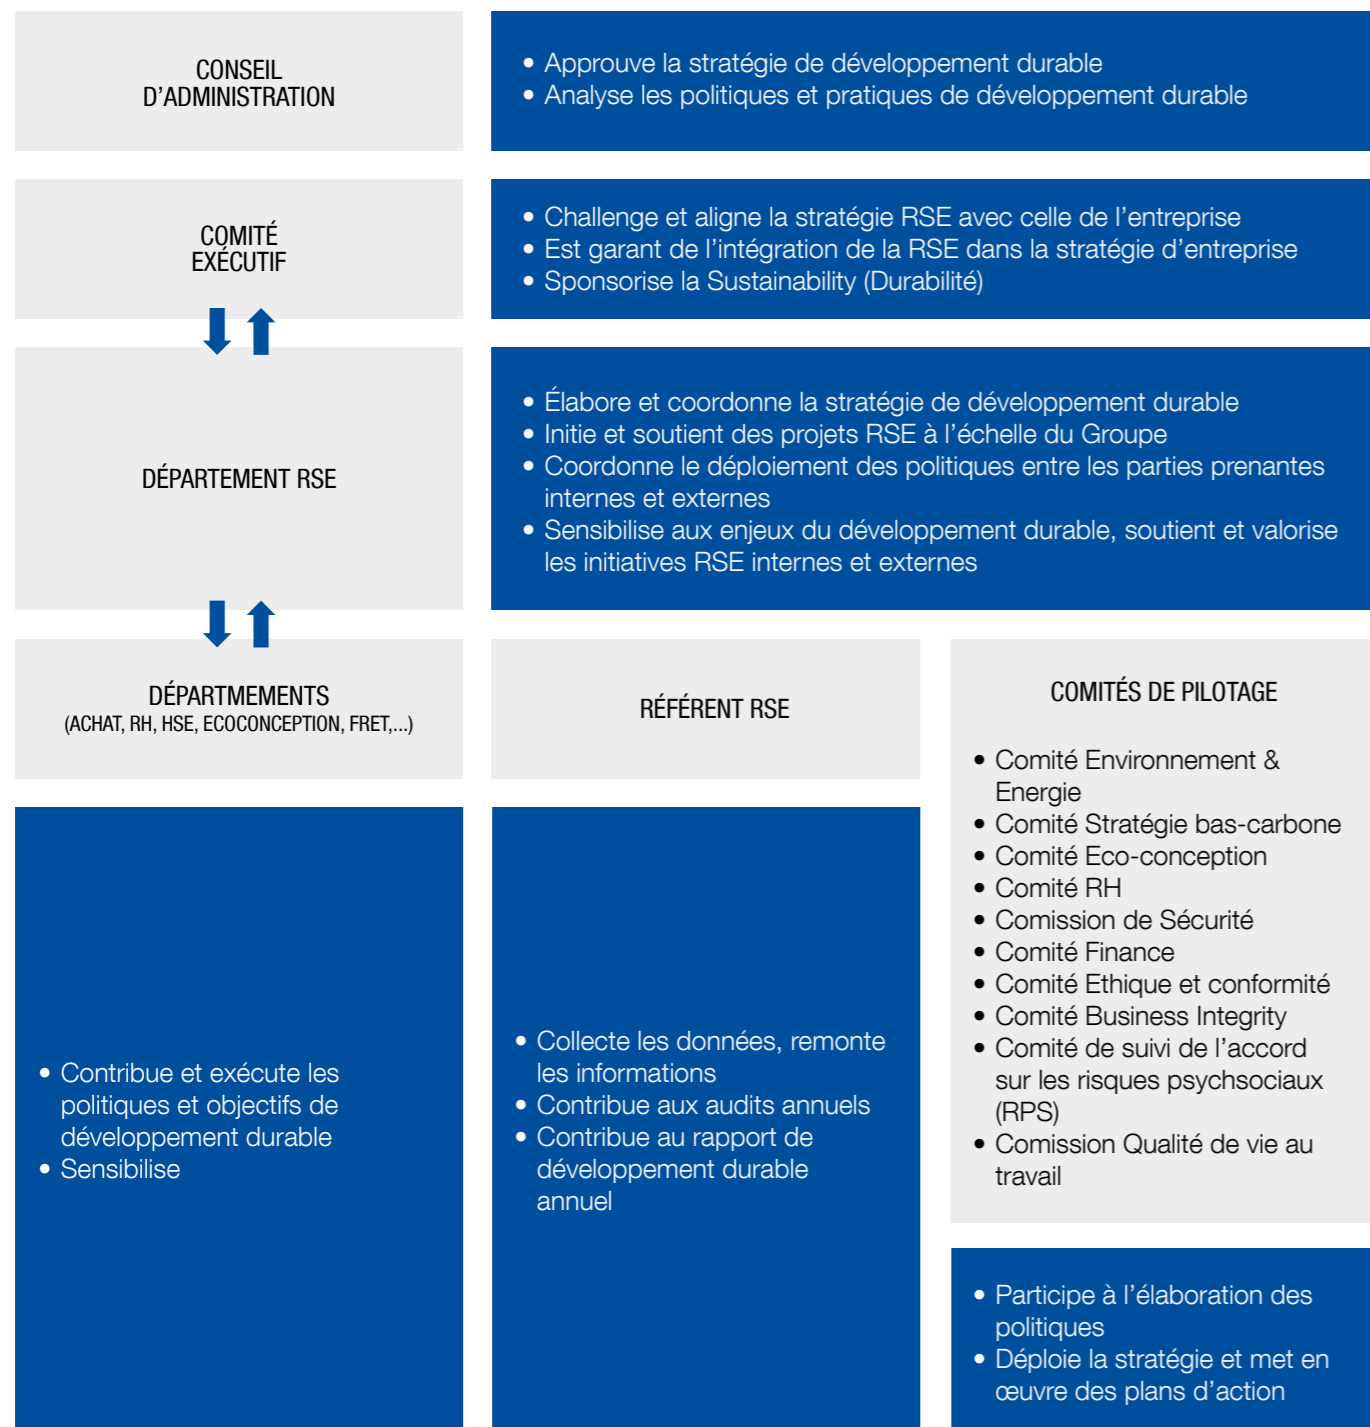 CONSEIL
D'ADMINISTRATION
• Approuve la stratégie de développement durable
• Analyse les politiques et pratiques de développement durable
COMITÉ
EXÉCUTIF
• Challenge et aligne la stratégie RSE avec celle de l'entreprise
• Est garant de l'intégration de la RSE dans la stratégie d'entreprise
• Sponsorise la Sustainability (Durabilité)
DÉPARTEMENT RSE
• Élabore et coordonne la stratégie de développement durable
• Initie et soutient des projets RSE à l'échelle du Groupe
• Coordonne le déploiement des politiques entre les parties prenantes
internes et externes
• Sensibilise aux enjeux du développement durable, soutient et valorise
les initiatives RSE internes et externes
DÉPARTMEMENTS
(ACHAT, RH, HSE, ECOCONCEPTION, FRET,...)
• Contribue et exécute les
politiques et objectifs de
développement durable
• Sensibilise
RÉFÉRENT RSE
• Collecte les données, remonte
les informations
• Contribue aux audits annuels
• Contribue au rapport de
développement durable
annuel
COMITÉS DE PILOTAGE
• Comité Environnement &
Energie
• Comité Stratégie bas-carbone
• Comité Eco-conception
• Comité RH
• Comission de Sécurité
• Comité Finance
• Comité Ethique et conformité
• Comité Business Integrity
• Comité de suivi de l'accord
sur les risques psychsociaux
(RPS)
• Comission Qualité de vie au
travail
• Participe à l'élaboration des
politiques
• Déploie la stratégie et met en
œuvre des plans d'action